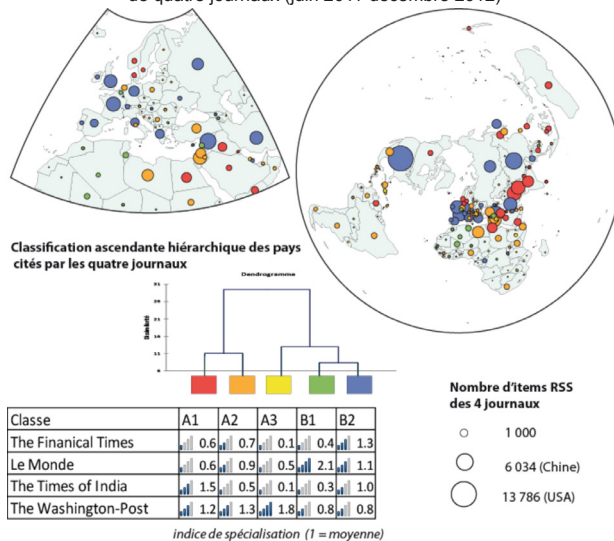 de quatre journaux (juin 2011-décembre 2012)
Classification ascendante hiérarchique des pays
cités par les quatre journaux
Dendrogramme
Nombre d'items RSS
des 4 journaux
1 000
6 034 (Chine)
13 786 (USA)
Classe A1 A2 A3 B1 B2
The Finanical Times 0.6 0.7 0.1 0.4 1.3
Le Monde 0.6 0.9 0.5 2.1 1.1
The Times of India 1.5 0.5 0.1 0.3 1.0
The Washington-Post 1.2 1.3 1.8 0.8 0.8
indice de spécialisation (1 = moyenne)